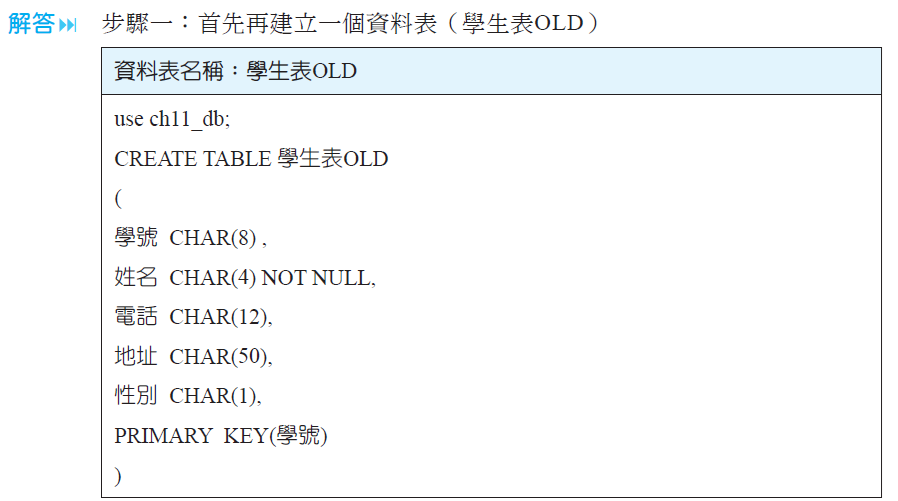 解答 步驟一：首先再建立一個資料表（學生表OLD）
資料表名稱：學生表OLD
use ch11_db;
CREATE TABLE 學生表OLD
(
學號 CHAR(8) ,
姓名 CHAR(4) NOT NULL,
電話 CHAR(12),
地址 CHAR(50),
性別 CHAR(1),
PRIMARY KEY(學號)
)